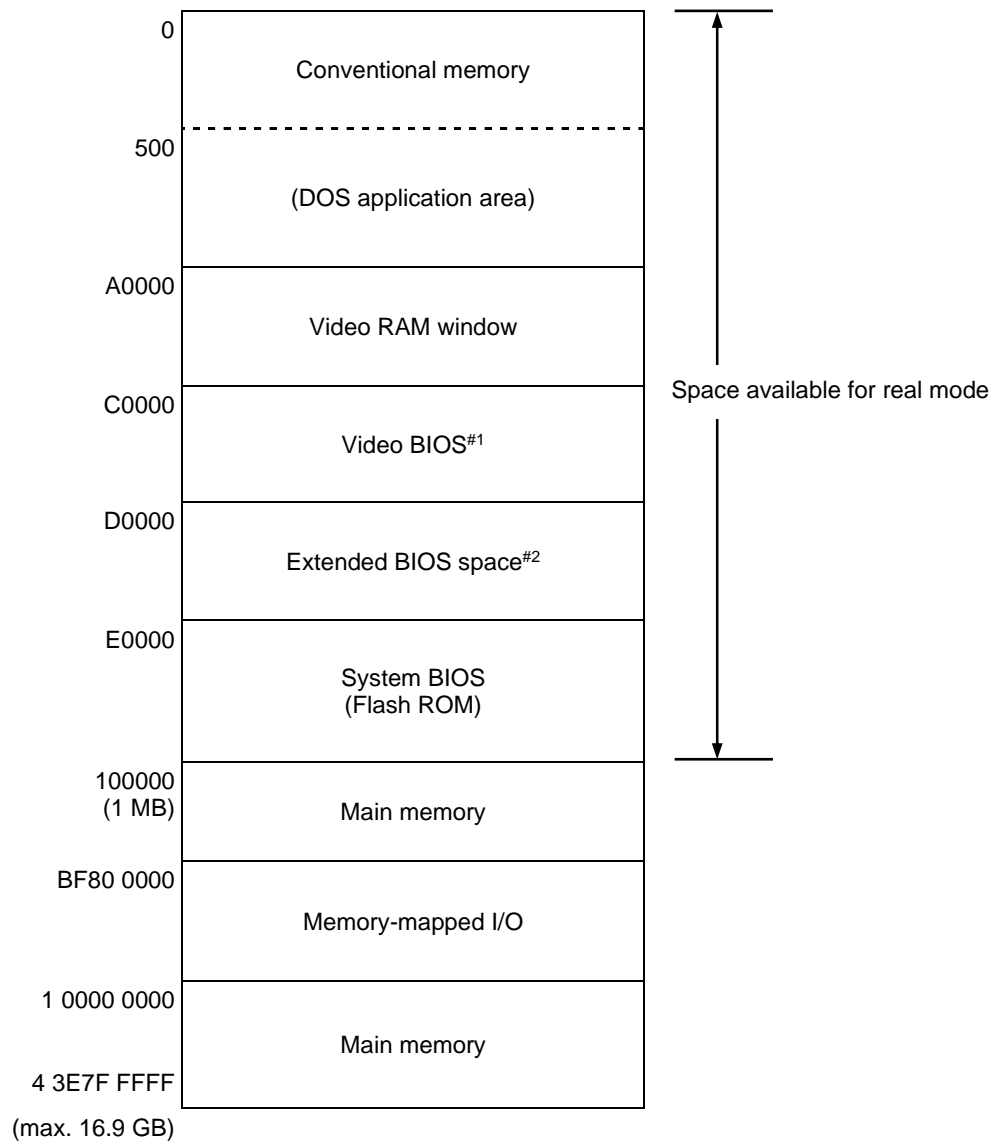 0
Conventional memory
500
(DOS application area)
A0000
Video RAM window
C0000
Space available for real mode
Video BIOS#1
D0000
Extended BIOS space#2
E0000
System BIOS
(Flash ROM)
100000
(1 MB)
Main memory
BF80 0000
Memory-mapped I/O
1 0000 0000
Main memory
4 3E7F FFFF
(max. 16.9 GB)